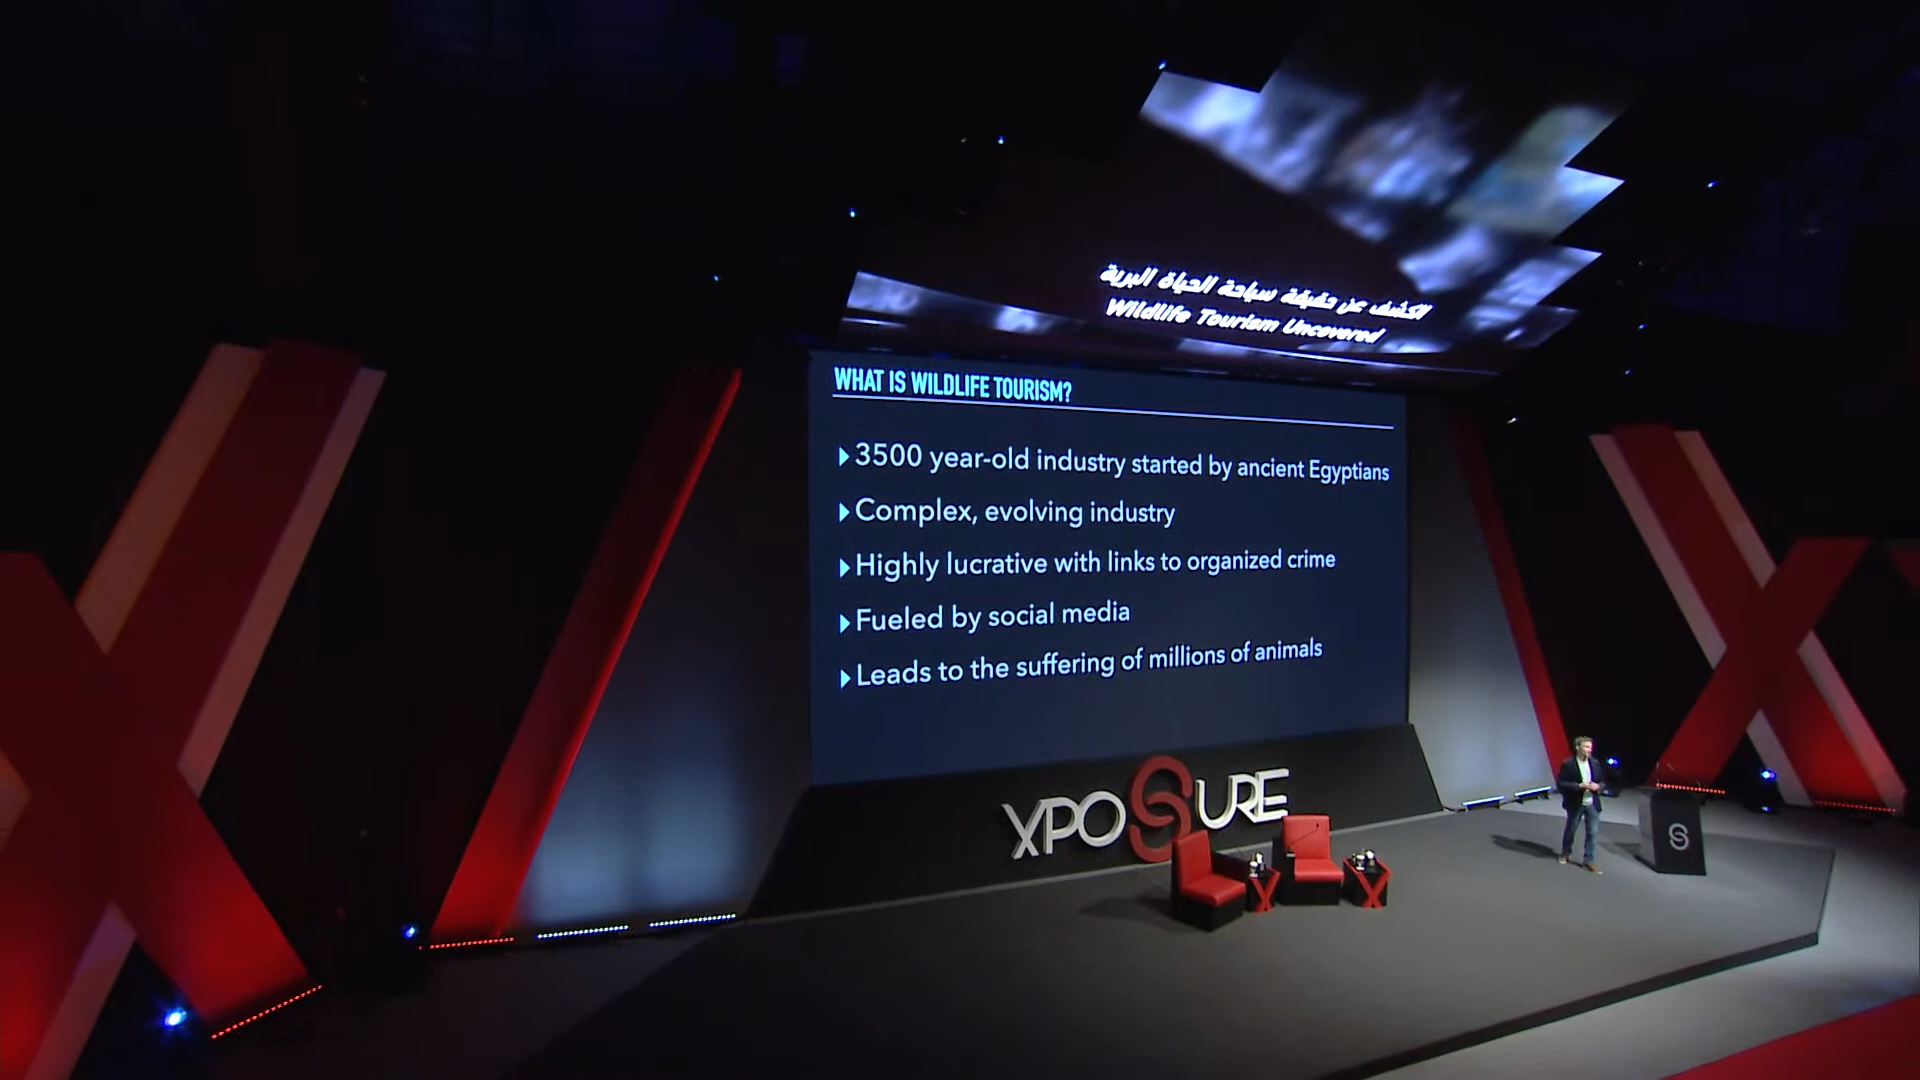 الكشف عن حقيقة سياحة الحياة البرية
Wildlife Tourism Uncovered
WHAT IS WILDLIFE TOURISM?
3500 year-old industry started by ancient Egyptians
Complex, evolving industry
Highly lucrative with links to organized crime
Fueled by social media
Leads to the suffering of millions of animals
XPOSURE